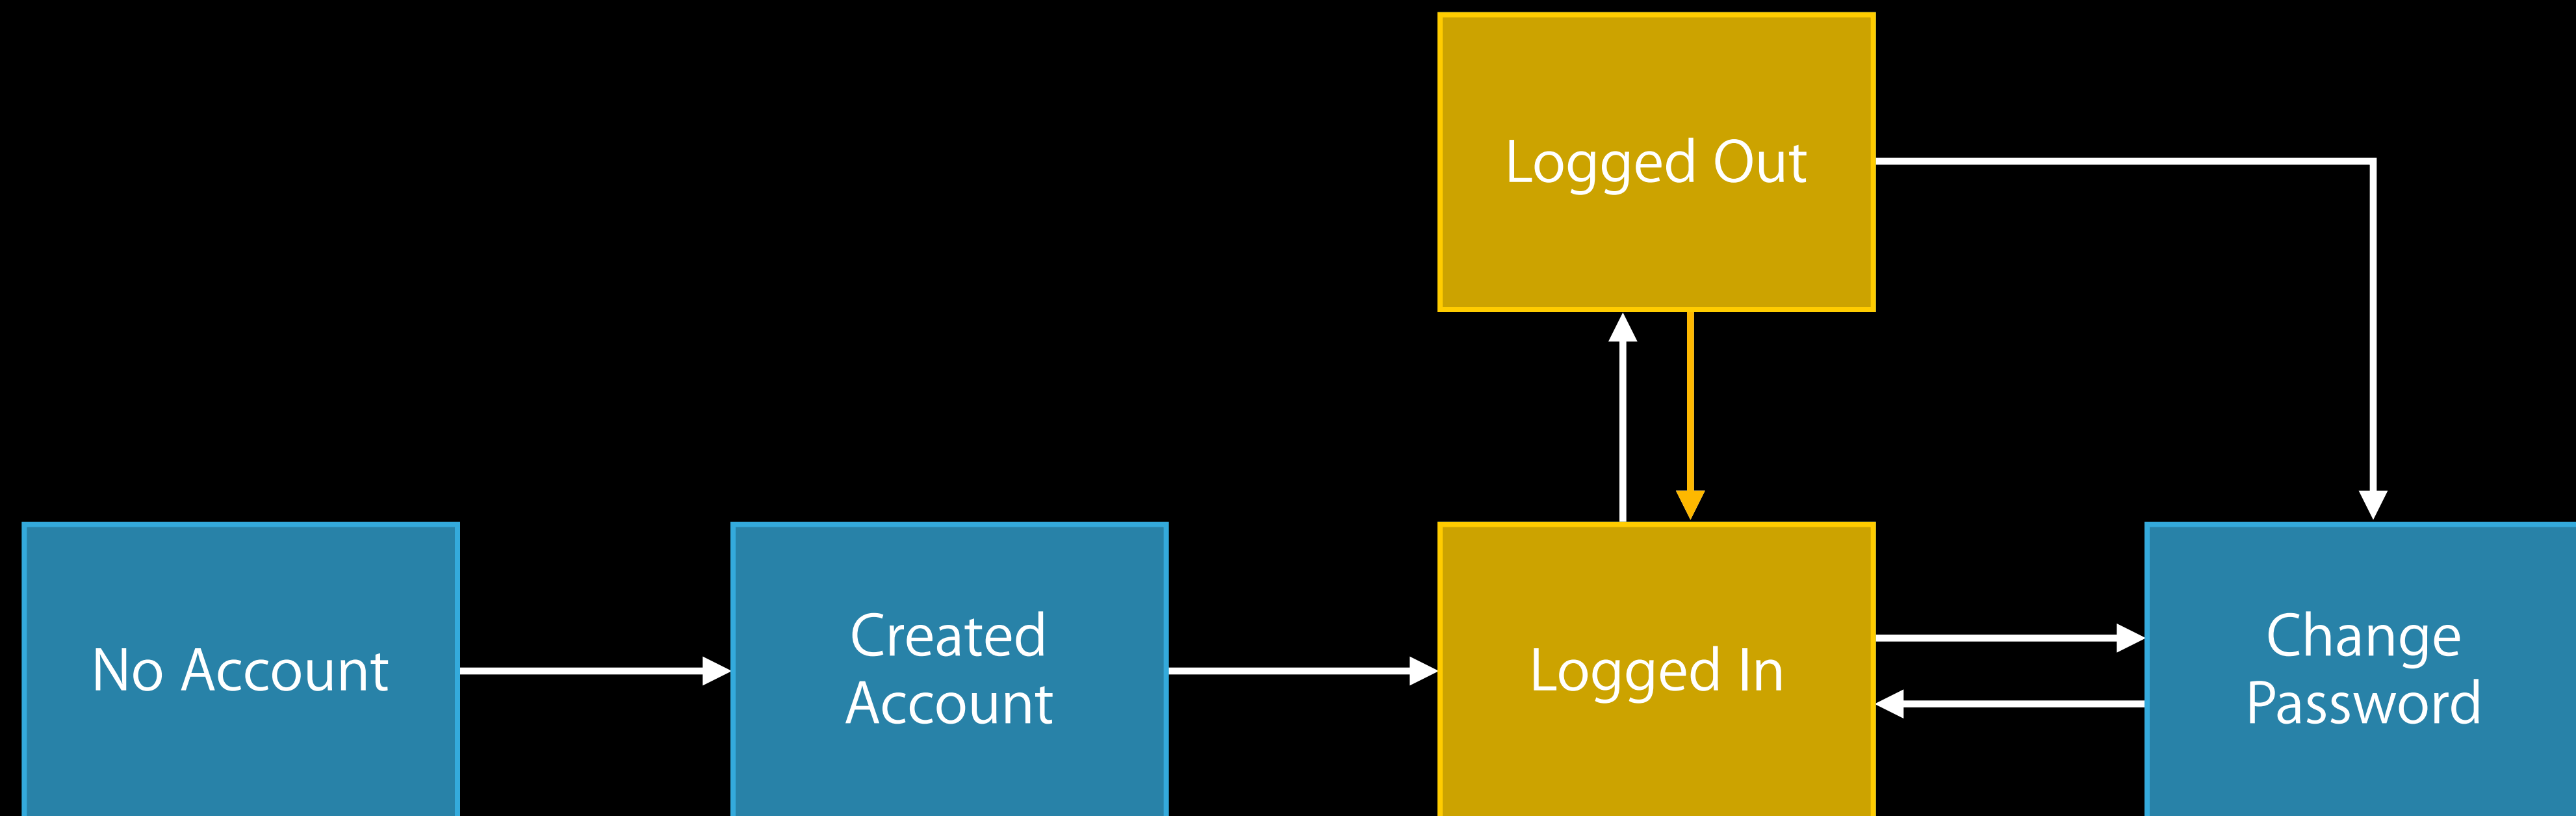 Logged Out
No Account
Created
Account
Logged In
Change
Password